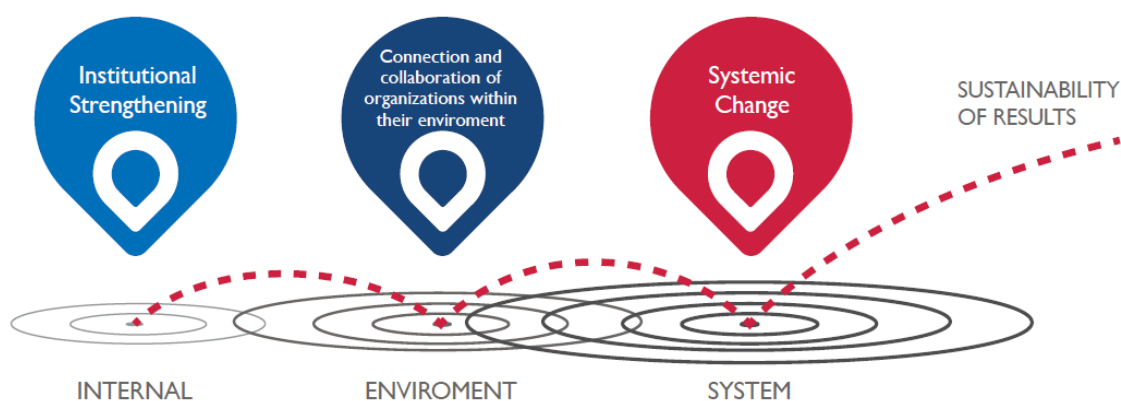 Institutional
Strengthening
Connection and
collaboration of
organizations within
their enviroment
Systemic
Change
SUSTAINABILITY
OF RESULTS
INTERNAL
ENVIROMENT
SYSTEM